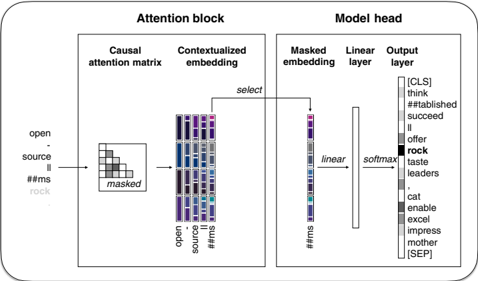 Attention block
Model head
Causal
attention matrix
Contextualized
embedding
Masked
embedding
Linear
layer
Output
layer
select
open
-
source
ll
##ms
rock
.
masked
open
-
source
ll
##ms
##ms
linear
softmax
[CLS]
think
##tablished
succeed
ll
offer
rock
taste
leaders
,
cat
enable
excel
impress
mother
[SEP]